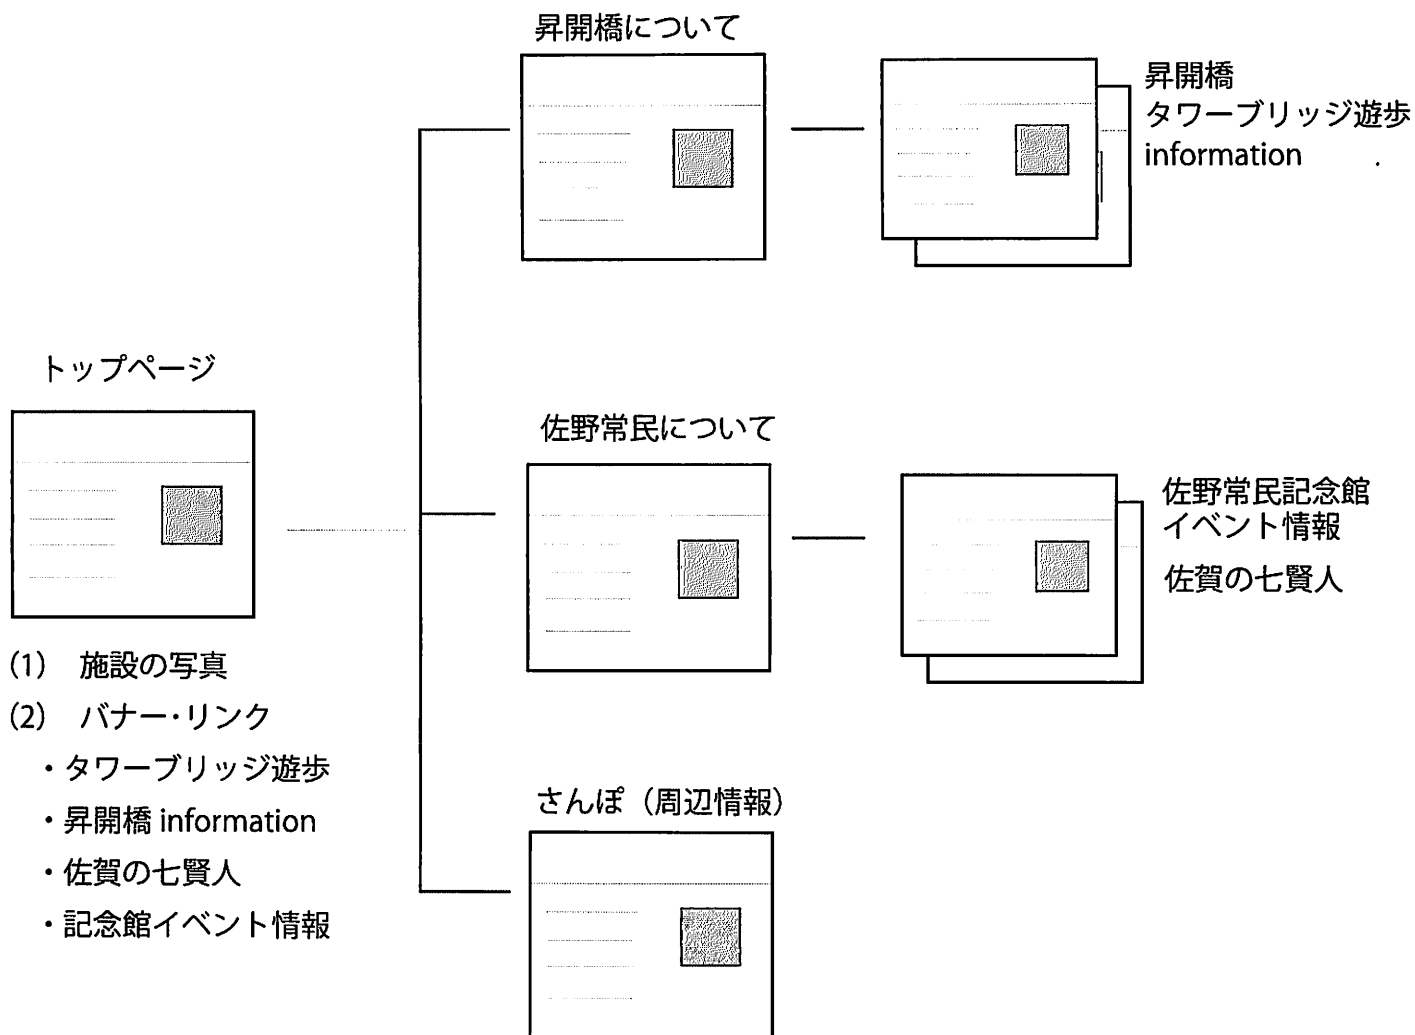 昇開橋について
昇開橋
タワーブリッジ遊歩
information
トップページ
(1) 施設の写真
(2) バナー・リンク
・タワーブリッジ遊歩
・昇開橋 information
・佐賀の七賢人
・記念館イベント情報
佐野常民について
佐野常民記念館
イベント情報
佐賀の七賢人
さんぽ（周辺情報）